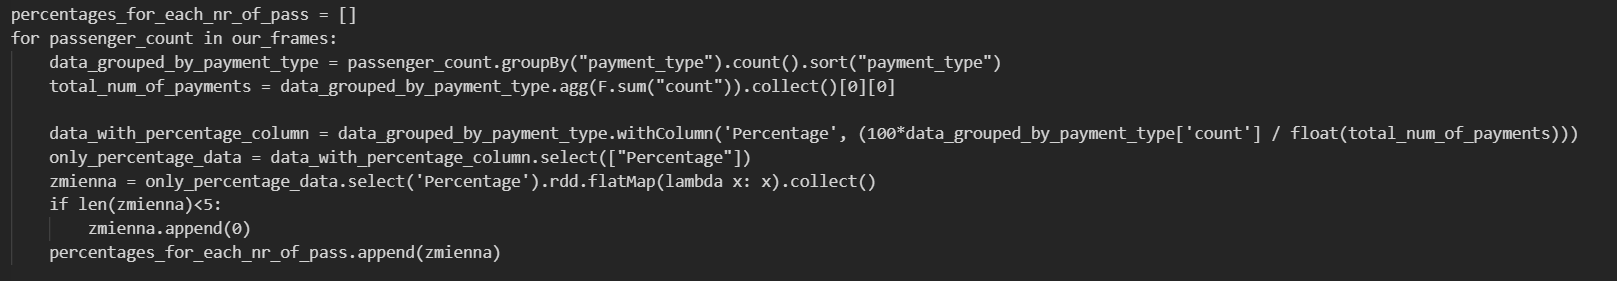 percentages_for_each_nr_of_pass = []
for passenger_count in our_frames:
    data_grouped_by_payment_type = passenger_count.groupBy("payment_type").count().sort("payment_type")
    total_num_of_payments = data_grouped_by_payment_type.agg(F.sum("count")).collect()[0][0]

    data_with_percentage_column = data_grouped_by_payment_type.withColumn('Percentage', (100*data_grouped_by_payment_type['count'] / float(total_num_of_payments)))
    only_percentage_data = data_with_percentage_column.select(["Percentage"])
    zmienna = only_percentage_data.select('Percentage').rdd.flatMap(lambda x: x).collect()
    if len(zmienna)<5:
        zmienna.append(0)
    percentages_for_each_nr_of_pass.append(zmienna)